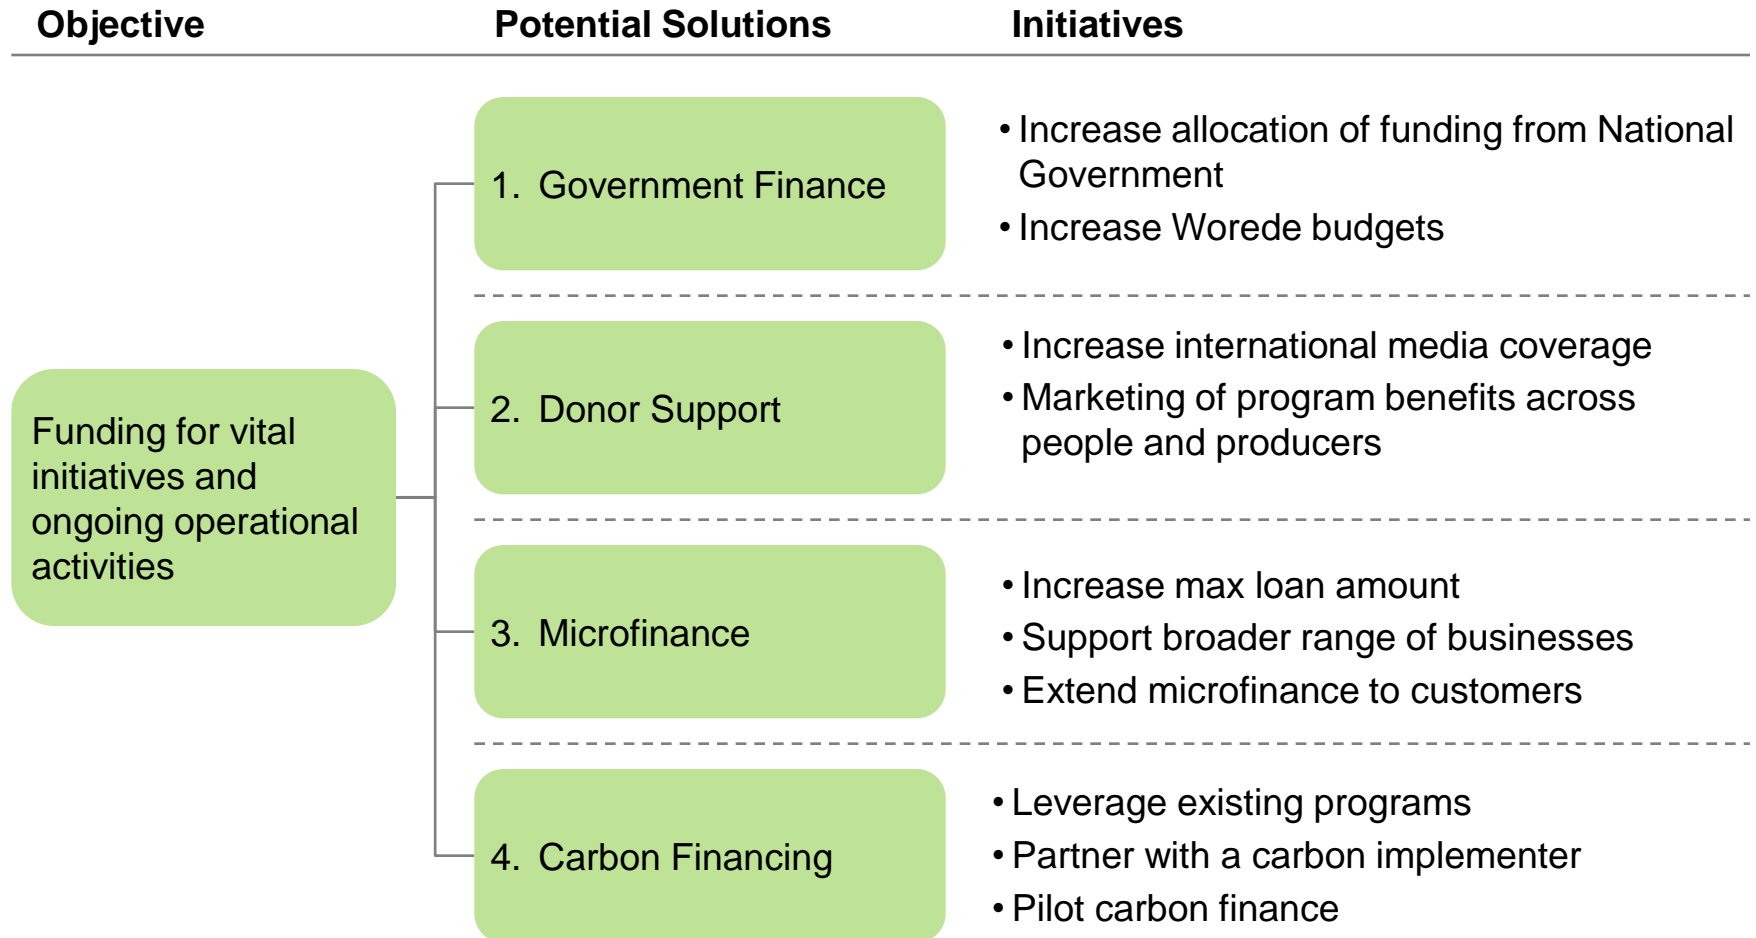 Objective
Potential Solutions
Initiatives
Funding for vital
initiatives and
ongoing operational
activities
1. Government Finance
• Increase allocation of funding from National
Government
• Increase Worede budgets
2. Donor Support
• Increase international media coverage
• Marketing of program benefits across
people and producers
3. Microfinance
• Increase max loan amount
• Support broader range of businesses
• Extend microfinance to customers
4. Carbon Financing
• Leverage existing programs
• Partner with a carbon implementer
• Pilot carbon finance